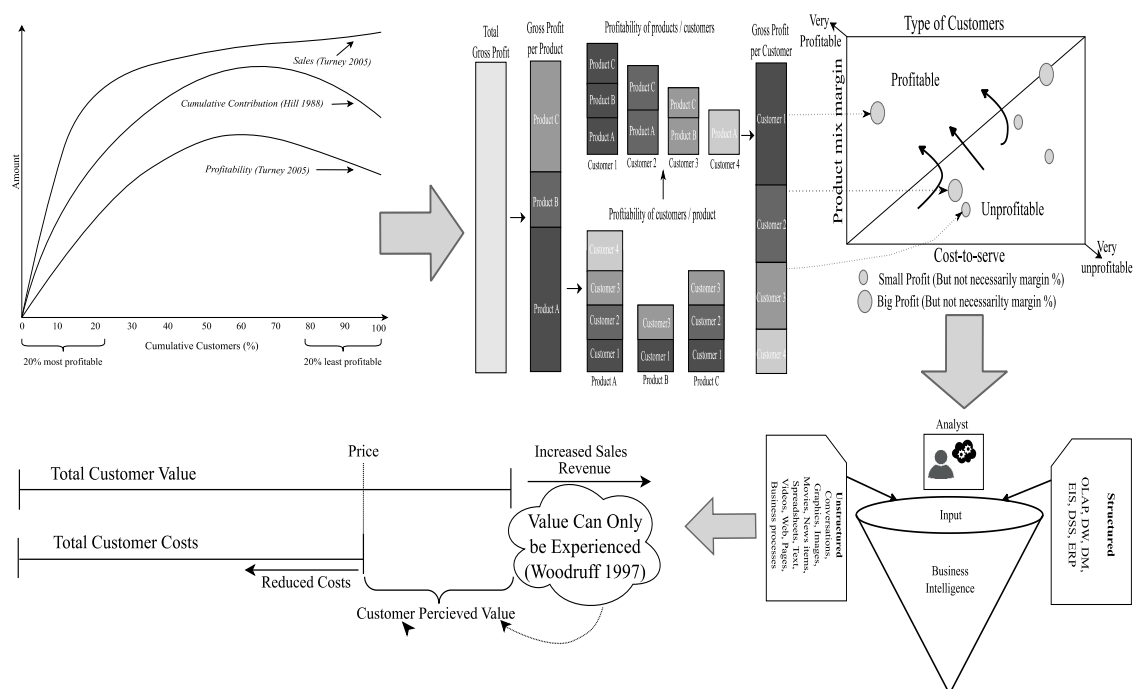 Amount
Sales (Turney 2005)
Cumulative Contribution (Hill 1988)
Profitability (Turney 2005)
0
10
20
30
40
50
60
70
80
90
100
Cumulative Customers (%)
20% most profitable
20% least profitable
Total
Gross Profit
Gross Profit
per Product
Product C
Product B
Product A
Profitability of products / customers
Product C
Product B
Product A
Customer 1
Product C
Product A
Customer 2
Product C
Product B
Customer 3
Product A
Customer 4
Proftiability of customers / product
Customer 4
Customer 3
Customer 2
Customer 1
Product A
Customer3
Customer 1
Product B
Customer 3
Customer 2
Customer 1
Product C
Gross Profit
per Customer
Customer 1
Customer 2
Customer 3
Customer 4
Very
Profitable
Type of Customers
Product mix margin
Profitable
Unprofitable
Cost-to-serve
Very
unprofitable
Small Profit (But not necessarily margin %)
Big Profit (But not necessarilty margin %)
Analyst
Unstructured
Conversations,
Graphics, Images,
Movies, News items,
Spreadsheets, Text,
Videos, Web, Pages,
Business processes
Input
Business
Intelligence
Structured
OLAP, DW, DM,
EIS, DSS, ERP
Price
Total Customer Value
Increased Sales
Revenue
Total Customer Costs
Reduced Costs
Value Can Only
be Experienced
(Woodruff 1997)
Customer Percieved Value